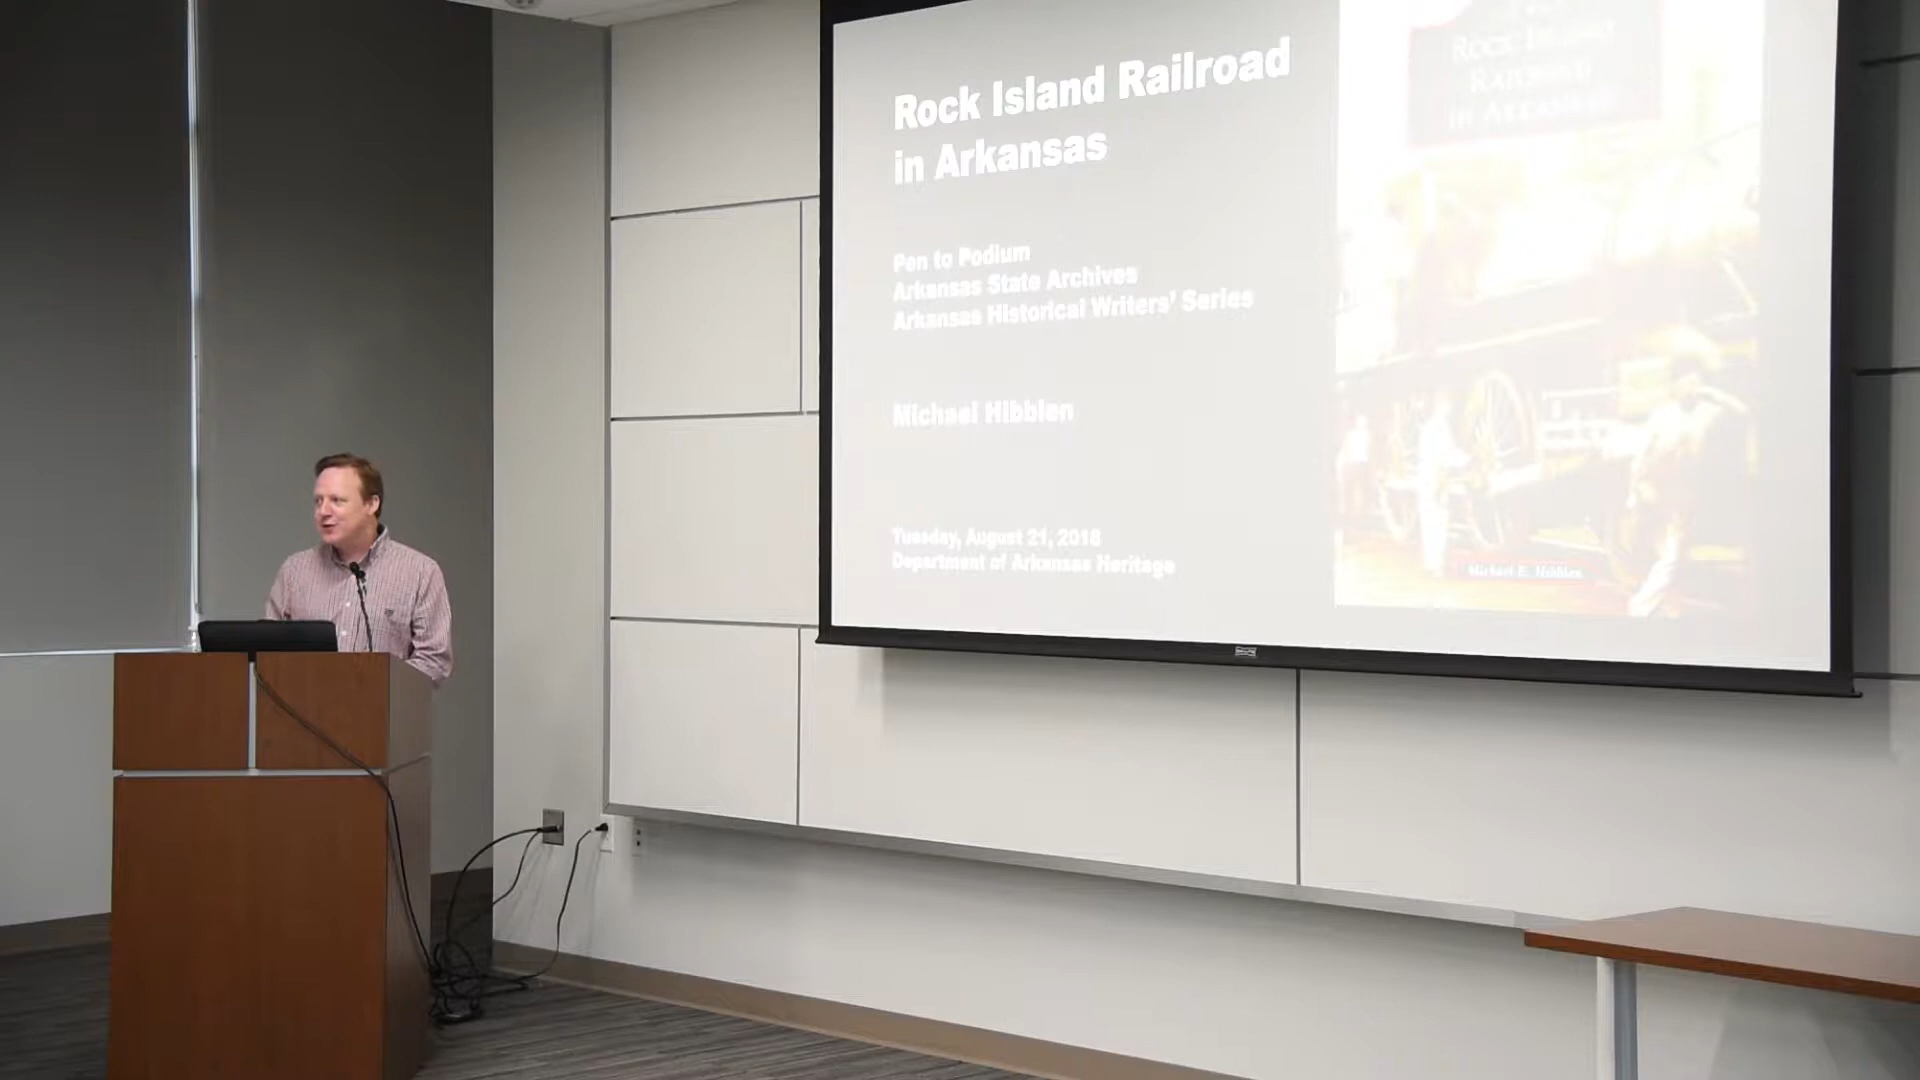 Rock Island Railroad
in Arkansas
Pen to Podium
Arkansas State Archives
Arkansas Historical Writers' Series
Michael Hibblen
Tuesday, August 21, 2018
Department of Arkansas Heritage
Rock Island
Railroad
in Arkansas
Michael E. Hibblen